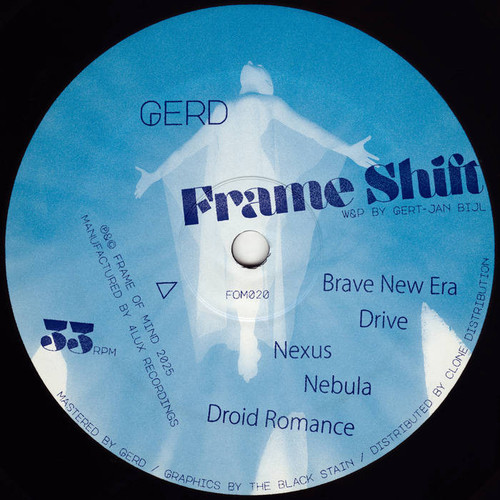 GERD
Frame Shift
W&P BY GERT-JAN BIJL
FOM020
Brave New Era
Drive
Nexus
Nebula
Droid Romance
33 RPM
℗&© FRAME OF MIND 2025
MANUFACTURED BY 4LUX RECORDINGS
MASTERED BY GERD / GRAPHICS BY THE BLACK STAIN / DISTRIBUTED BY CLONE DISTRIBUTION